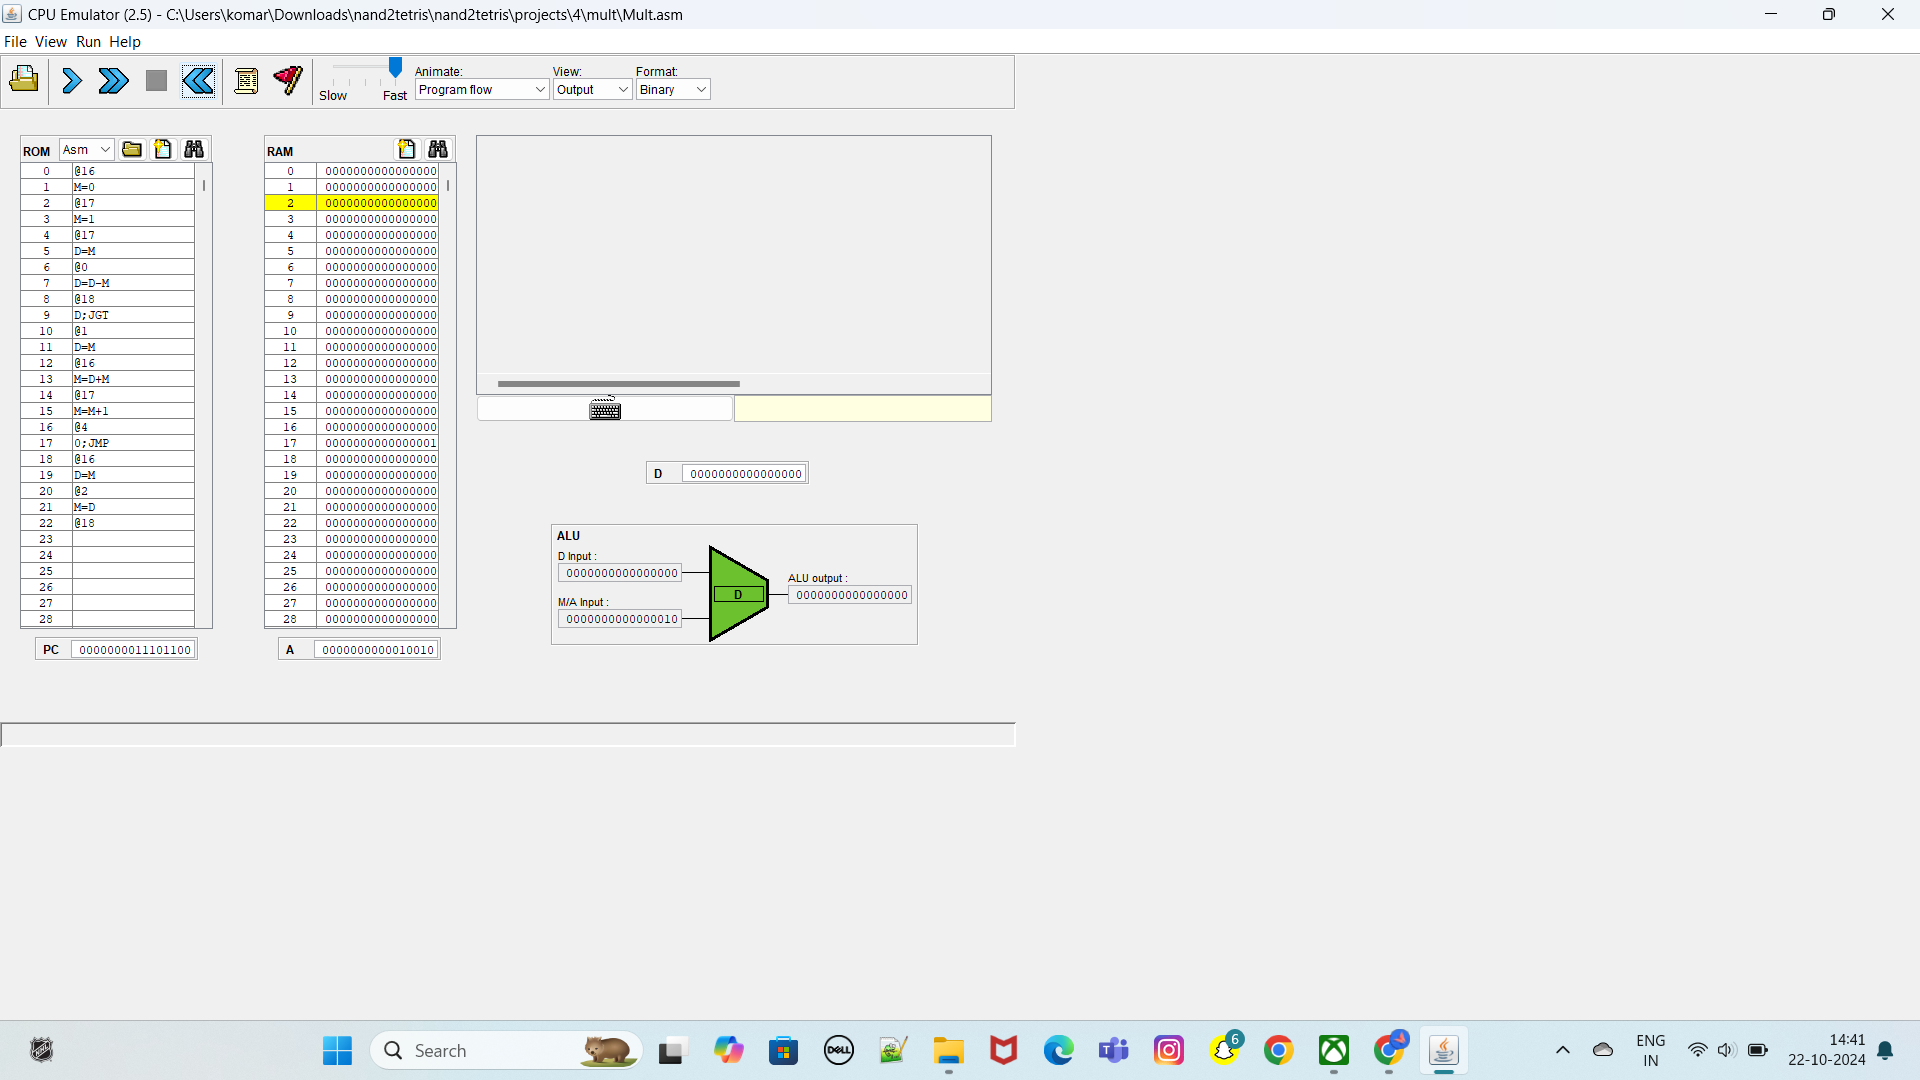 CPU Emulator (2.5) - C:\Users\komar\Downloads\nand2tetris\nand2tetris\projects\4\mult\Mult.asm
File View Run Help
Slow Fast
Animate:
Program flow
View:
Output
Format:
Binary
ROM Asm
0 @16
1 M=0
2 @17
3 M=1
4 @17
5 D=M
6 @0
7 D=D-M
8 @18
9 D;JGT
10 @1
11 D=M
12 @16
13 M=D+M
14 @17
15 M=M+1
16 @4
17 0;JMP
18 @16
19 D=M
20 @2
21 M=D
22 @18
23
24
25
26
27
28
PC 0000000011101100
RAM
0 0000000000000000
1 0000000000000000
2 0000000000000000
3 0000000000000000
4 0000000000000000
5 0000000000000000
6 0000000000000000
7 0000000000000000
8 0000000000000000
9 0000000000000000
10 0000000000000000
11 0000000000000000
12 0000000000000000
13 0000000000000000
14 0000000000000000
15 0000000000000000
16 0000000000000000
17 0000000000000001
18 0000000000000000
19 0000000000000000
20 0000000000000000
21 0000000000000000
22 0000000000000000
23 0000000000000000
24 0000000000000000
25 0000000000000000
26 0000000000000000
27 0000000000000000
28 0000000000000000
A 0000000000010010
D 0000000000000000
ALU
D Input :
0000000000000000
M/A Input :
0000000000000010
D
ALU output :
0000000000000000
Search
DELL
6
ENG
IN
14:41
22-10-2024